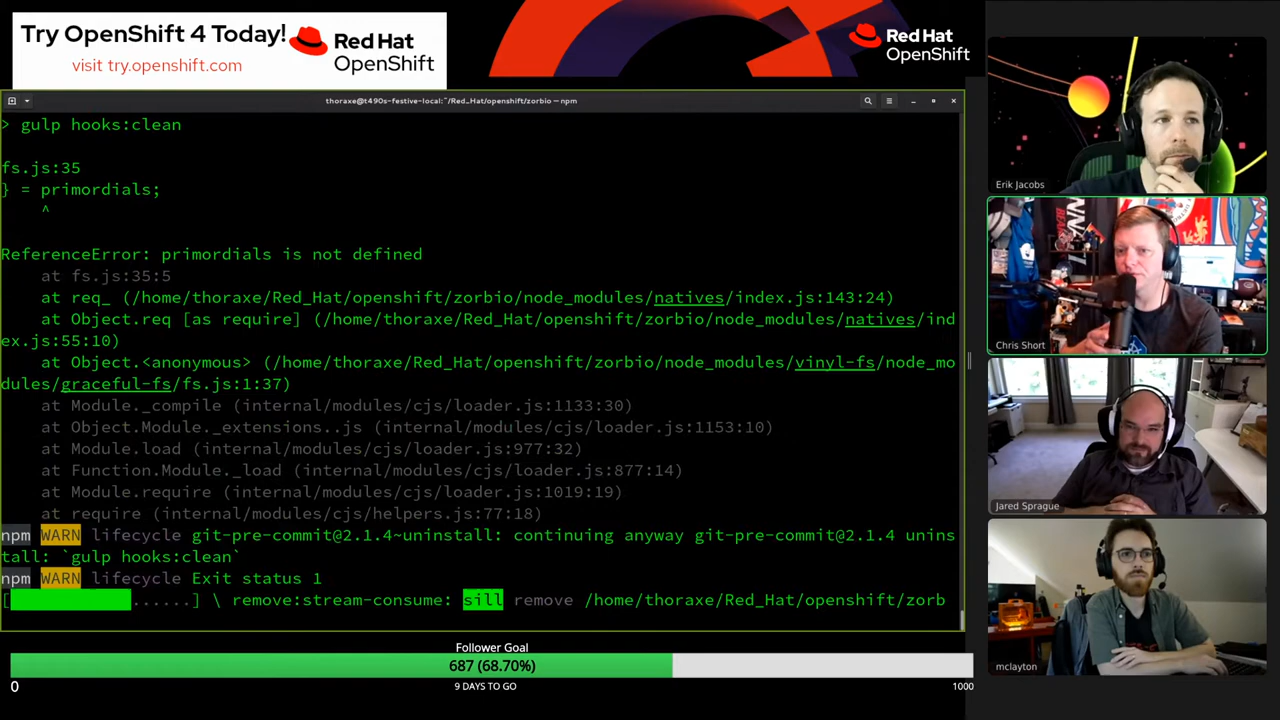 Try OpenShift 4 Today!
visit try.openshift.com
Red Hat
OpenShift
Red Hat
OpenShift
thoraxe@t490s-festive-local:~/Red_Hat/openshift/zorbio — npm
> gulp hooks:clean
fs.js:35
} = primordials;
^
ReferenceError: primordials is not defined
at fs.js:35:5
at req_ (/home/thoraxe/Red_Hat/openshift/zorbio/node_modules/natives/index.js:143:24)
at Object.req [as require] (/home/thoraxe/Red_Hat/openshift/zorbio/node_modules/natives/ind
ex.js:55:10)
at Object.<anonymous> (/home/thoraxe/Red_Hat/openshift/zorbio/node_modules/vinyl-fs/node_mo
dules/graceful-fs/fs.js:1:37)
at Module._compile (internal/modules/cjs/loader.js:1133:30)
at Object.Module._extensions..js (internal/modules/cjs/loader.js:1153:10)
at Module.load (internal/modules/cjs/loader.js:977:32)
at Function.Module._load (internal/modules/cjs/loader.js:877:14)
at Module.require (internal/modules/cjs/loader.js:1019:19)
at require (internal/modules/cjs/helpers.js:77:18)
npm WARN lifecycle git-pre-commit@2.1.4~uninstall: continuing anyway git-pre-commit@2.1.4 unins
tall: `gulp hooks:clean`
npm WARN lifecycle Exit status 1
[ ......] \ remove:stream-consume: sill remove /home/thoraxe/Red_Hat/openshift/zorb
Erik Jacobs
Chris Short
Jared Sprague
mclayton
Follower Goal
687 (68.70%)
0
9 DAYS TO GO
1000